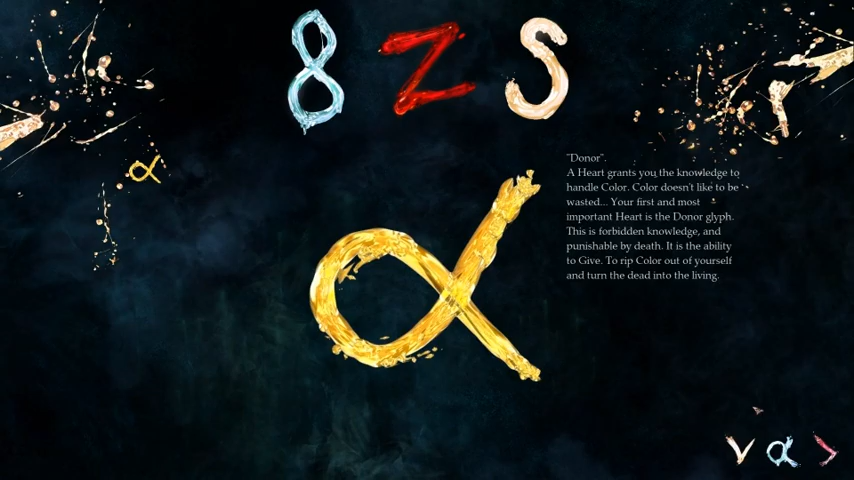 8 Z S
"Donor".
A Heart grants you the knowledge to
handle Color. Color doesn't like to be
wasted... Your first and most
important Heart is the Donor glyph.
This is forbidden knowledge, and
punishable by death. It is the ability
to Give. To rip Color out of yourself
and turn the dead into the living.